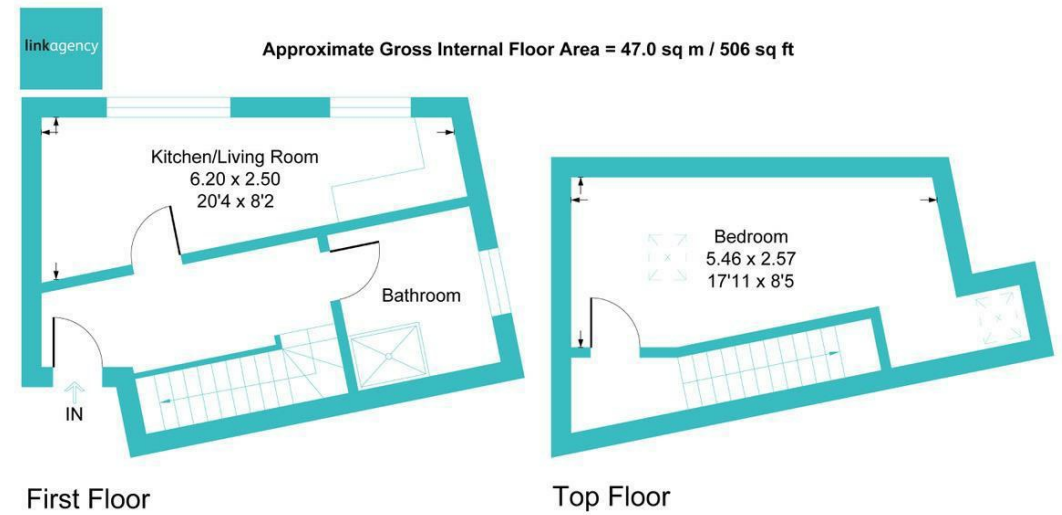 linkagency
Approximate Gross Internal Floor Area = 47.0 sq m / 506 sq ft
Kitchen/Living Room
6.20 x 2.50
20'4 x 8'2
Bathroom
IN
First Floor
Bedroom
5.46 x 2.57
17'11 x 8'5
Top Floor